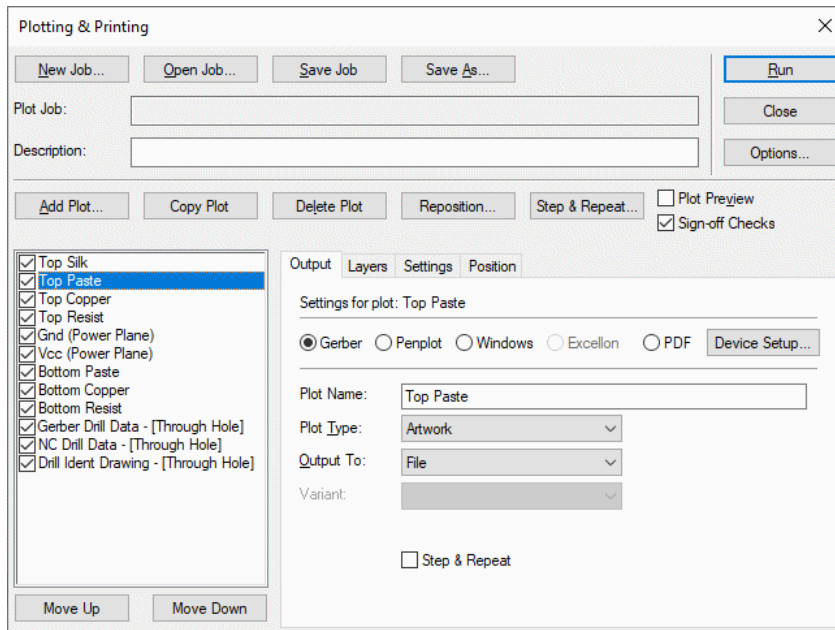 Plotting & Printing
New Job... Open Job... Save Job Save As... Run
Plot Job: Close
Description: Options...
Add Plot... Copy Plot Delete Plot Reposition... Step & Repeat... Plot Preview
Sign-off Checks
Top Silk
Top Paste
Top Copper
Top Resist
Gnd (Power Plane)
Vcc (Power Plane)
Bottom Paste
Bottom Copper
Bottom Resist
Gerber Drill Data - [Through Hole]
NC Drill Data - [Through Hole]
Drill Ident Drawing - [Through Hole]
Move Up Move Down
Output Layers Settings Position
Settings for plot: Top Paste
Gerber Penplot Windows Excellon PDF Device Setup...
Plot Name: Top Paste
Plot Type: Artwork
Output To: File
Variant:
Step & Repeat